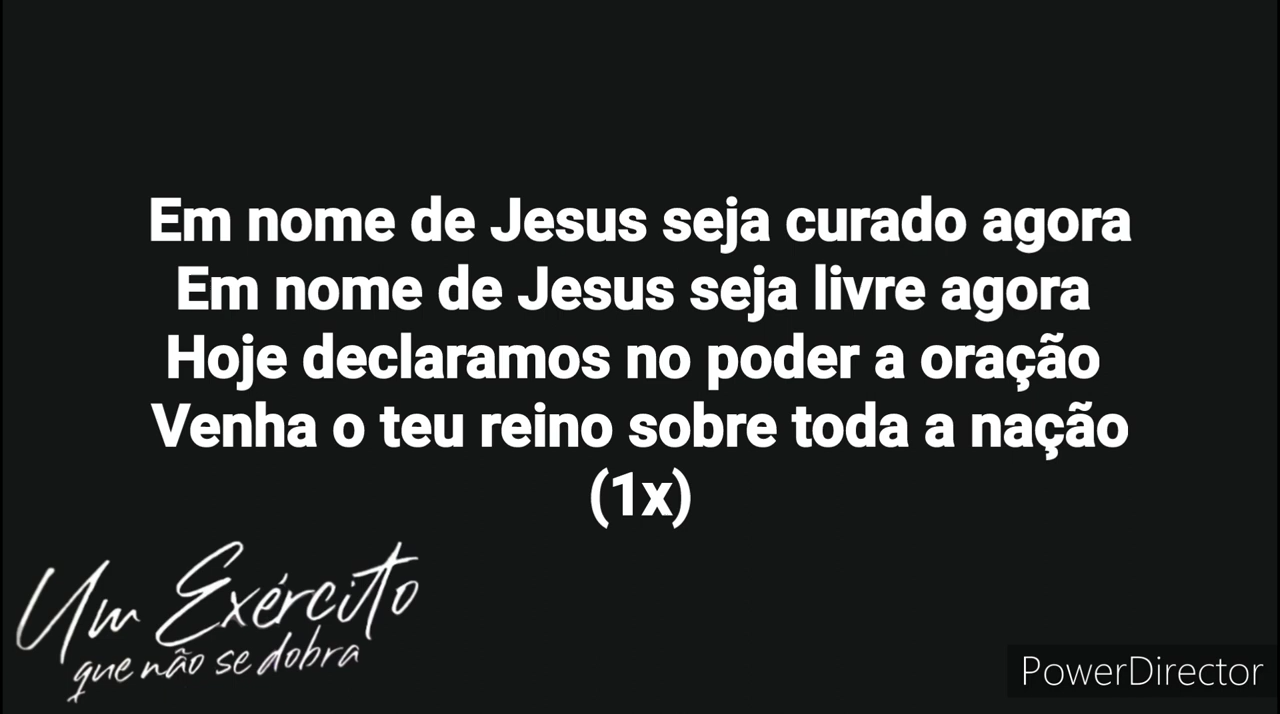 Em nome de Jesus seja curado agora
Em nome de Jesus seja livre agora
Hoje declaramos no poder a oração
Venha o teu reino sobre toda a nação
(1x)
Um Exército
que não se dobra
PowerDirector